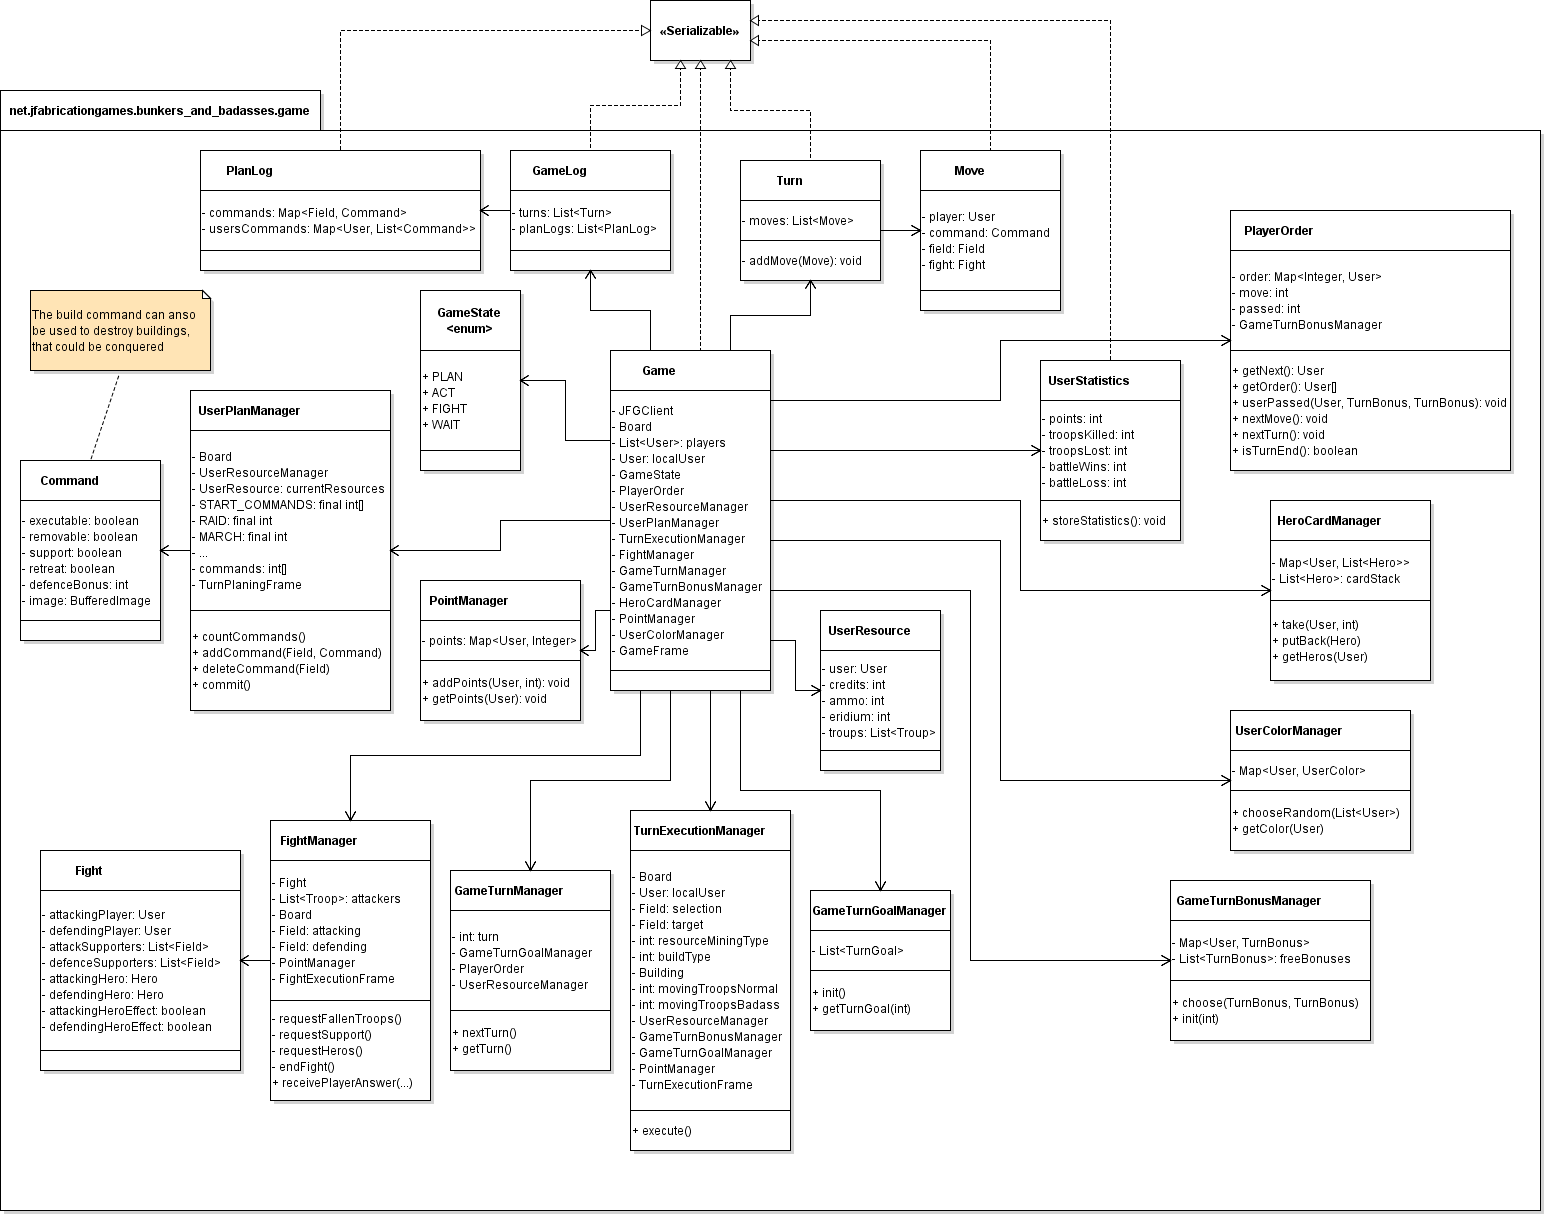 «Serializable»
net.jfabricationgames.bunkers_and_badasses.game
PlanLog
- commands: Map<Field, Command>
- usersCommands: Map<User, List<Command>>
GameLog
- turns: List<Turn>
- planLogs: List<PlanLog>
Turn
- moves: List<Move>
- addMove(Move): void
Move
- player: User
- command: Command
- field: Field
- fight: Fight
PlayerOrder
- order: Map<Integer, User>
- move: int
- passed: int
- GameTurnBonusManager
+ getNext(): User
+ getOrder(): User[]
+ userPassed(User, TurnBonus, TurnBonus): void
+ nextMove(): void
+ nextTurn(): void
+ isTurnEnd(): boolean
The build command can anso
be used to destroy buildings,
that could be conquered
GameState
<enum>
+ PLAN
+ ACT
+ FIGHT
+ WAIT
Game
- JFGClient
- Board
- List<User>: players
- User: localUser
- GameState
- PlayerOrder
- UserResourceManager
- UserPlanManager
- TurnExecutionManager
- FightManager
- GameTurnManager
- GameTurnBonusManager
- HeroCardManager
- PointManager
- UserColorManager
- GameFrame
UserStatistics
- points: int
- troopsKilled: int
- troopsLost: int
- battleWins: int
- battleLoss: int
+ storeStatistics(): void
UserPlanManager
- Board
- UserResourceManager
- UserResource: currentResources
- START_COMMANDS: final int[]
- RAID: final int
- MARCH: final int
- ...
- commands: int[]
- TurnPlaningFrame
+ countCommands()
+ addCommand(Field, Command)
+ deleteCommand(Field)
+ commit()
Command
- executable: boolean
- removable: boolean
- support: boolean
- retreat: boolean
- defenceBonus: int
- image: BufferedImage
HeroCardManager
- Map<User, List<Hero>>
- List<Hero>: cardStack
+ take(User, int)
+ putBack(Hero)
+ getHeros(User)
PointManager
- points: Map<User, Integer>
+ addPoints(User, int): void
+ getPoints(User): void
UserResource
- user: User
- credits: int
- ammo: int
- eridium: int
- troups: List<Troup>
UserColorManager
- Map<User, UserColor>
+ chooseRandom(List<User>)
+ getColor(User)
Fight
- attackingPlayer: User
- defendingPlayer: User
- attackSupporters: List<Field>
- defenceSupporters: List<Field>
- attackingHero: Hero
- defendingHero: Hero
- attackingHeroEffect: boolean
- defendingHeroEffect: boolean
FightManager
- Fight
- List<Troop>: attackers
- Board
- Field: attacking
- Field: defending
- PointManager
- FightExecutionFrame
- requestFallenTroops()
- requestSupport()
- requestHeros()
- endFight()
+ receivePlayerAnswer(...)
GameTurnManager
- int: turn
- GameTurnGoalManager
- PlayerOrder
- UserResourceManager
+ nextTurn()
+ getTurn()
TurnExecutionManager
- Board
- User: localUser
- Field: selection
- Field: target
- int: resourceMiningType
- int: buildType
- Building
- int: movingTroopsNormal
- int: movingTroopsBadass
- UserResourceManager
- GameTurnBonusManager
- GameTurnGoalManager
- PointManager
- TurnExecutionFrame
+ execute()
GameTurnGoalManager
- List<TurnGoal>
+ init()
+ getTurnGoal(int)
GameTurnBonusManager
- Map<User, TurnBonus>
- List<TurnBonus>: freeBonuses
+ choose(TurnBonus, TurnBonus)
+ init(int)